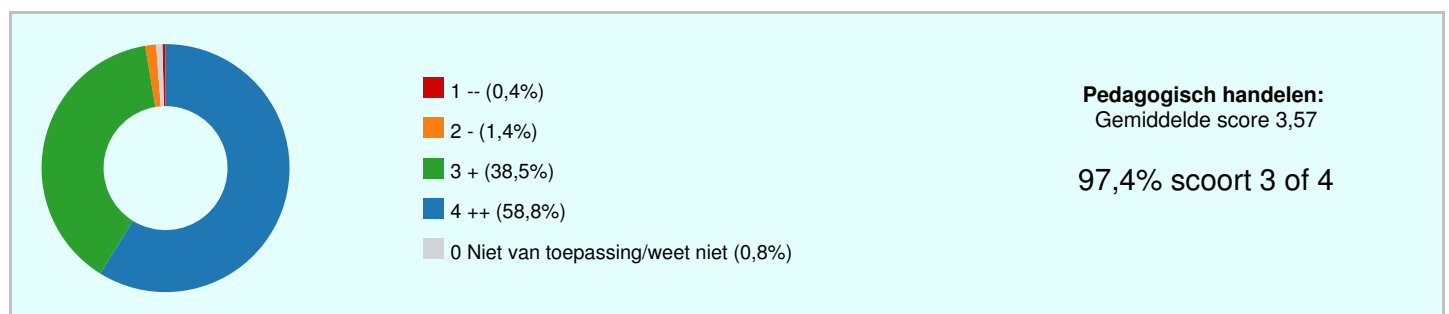 1 -- (0,4%)
2 - (1,4%)
3 + (38,5%)
4 ++ (58,8%)
0 Niet van toepassing/weet niet (0,8%)
Pedagogisch handelen:
Gemiddelde score 3,57
97,4% scoort 3 of 4